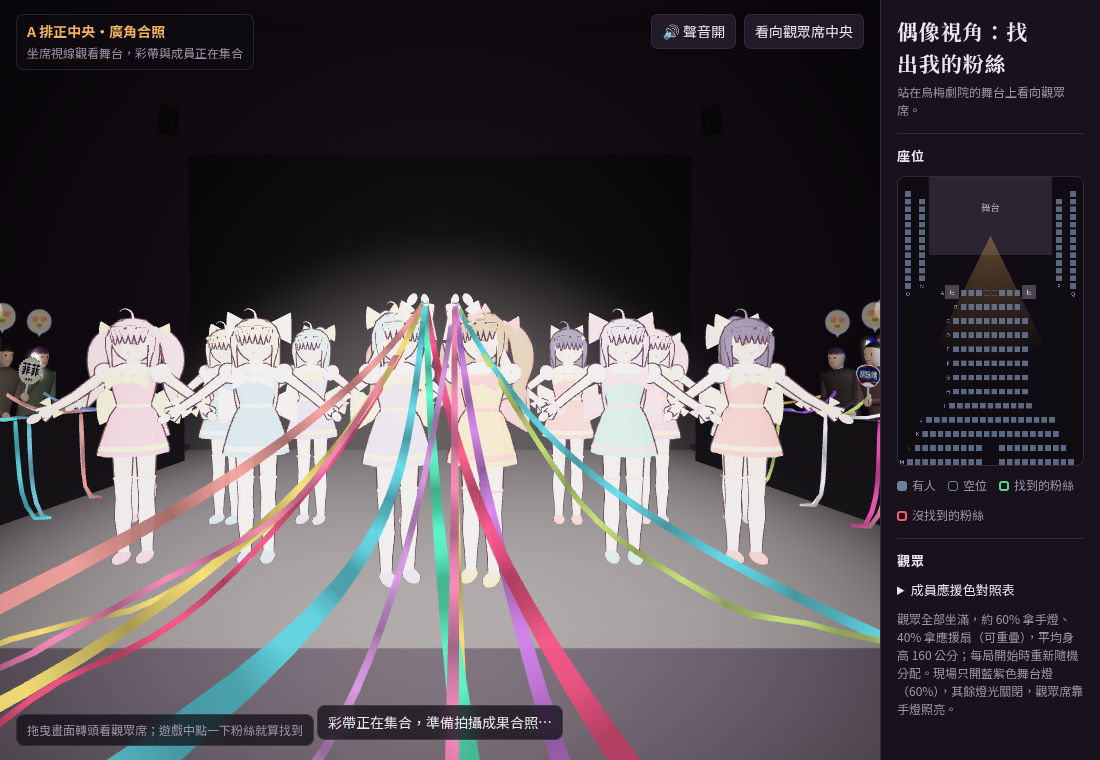 A 排正中央・廣角合照
坐席視線觀看舞台，彩帶與成員正在集合
🔊 聲音開
看向觀眾席中央
菲菲
拖曳畫面轉頭看觀眾席；遊戲中點一下粉絲就算找到
彩帶正在集合，準備拍攝成果合照⋯
偶像視角：找
出我的粉絲
站在烏梅劇院的舞台上看向觀眾
席。
座位
舞台
有人
空位
找到的粉絲
沒找到的粉絲
觀眾
▶ 成員應援色對照表
觀眾全部坐滿，約 60% 拿手燈、
40% 拿應援扇（可重疊），平均身
高 160 公分；每局開始時重新隨機
分配。現場只開藍紫色舞台燈
（60%），其餘燈光關閉，觀眾席靠
手燈照亮。